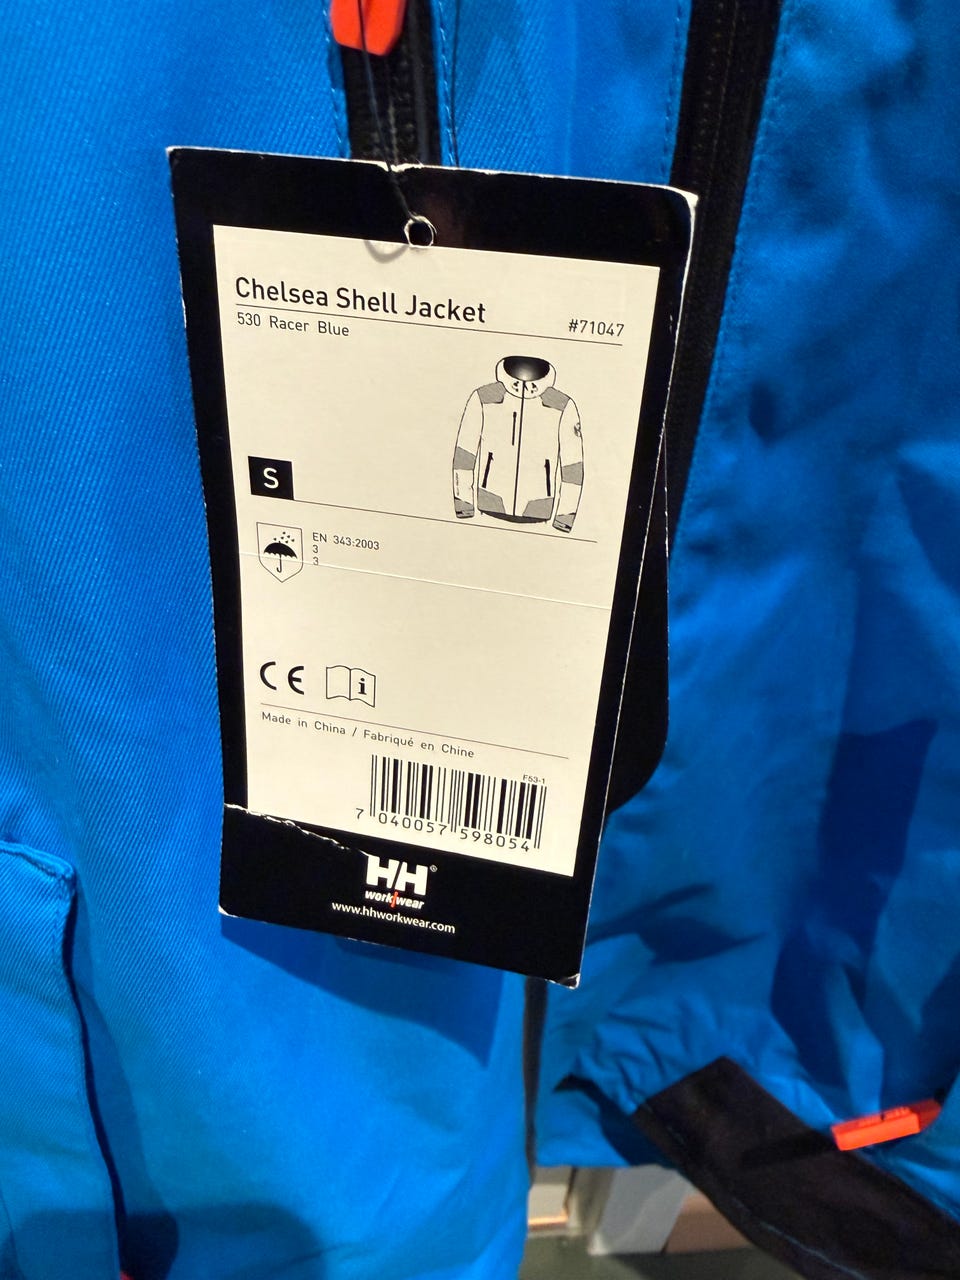 Chelsea Shell Jacket
530 Racer Blue
#71047
S
EN 343:2003
3
3
CE
i
Made in China / Fabriqué en Chine
F53-1
7 040057 598054
HH®
workwear
www.hhworkwear.com